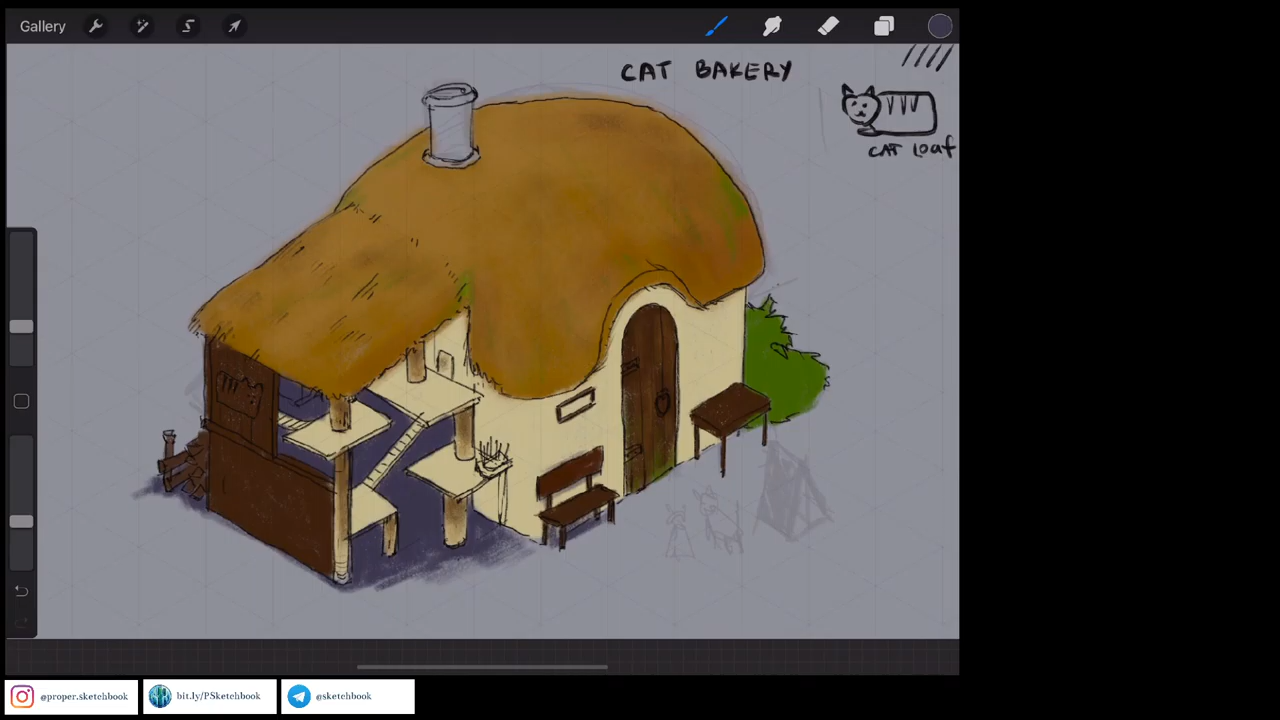 Gallery
CAT BAKERY
CAT Loaf
@proper.sketchbook
bit.ly/PSketchbook
@sketchbook